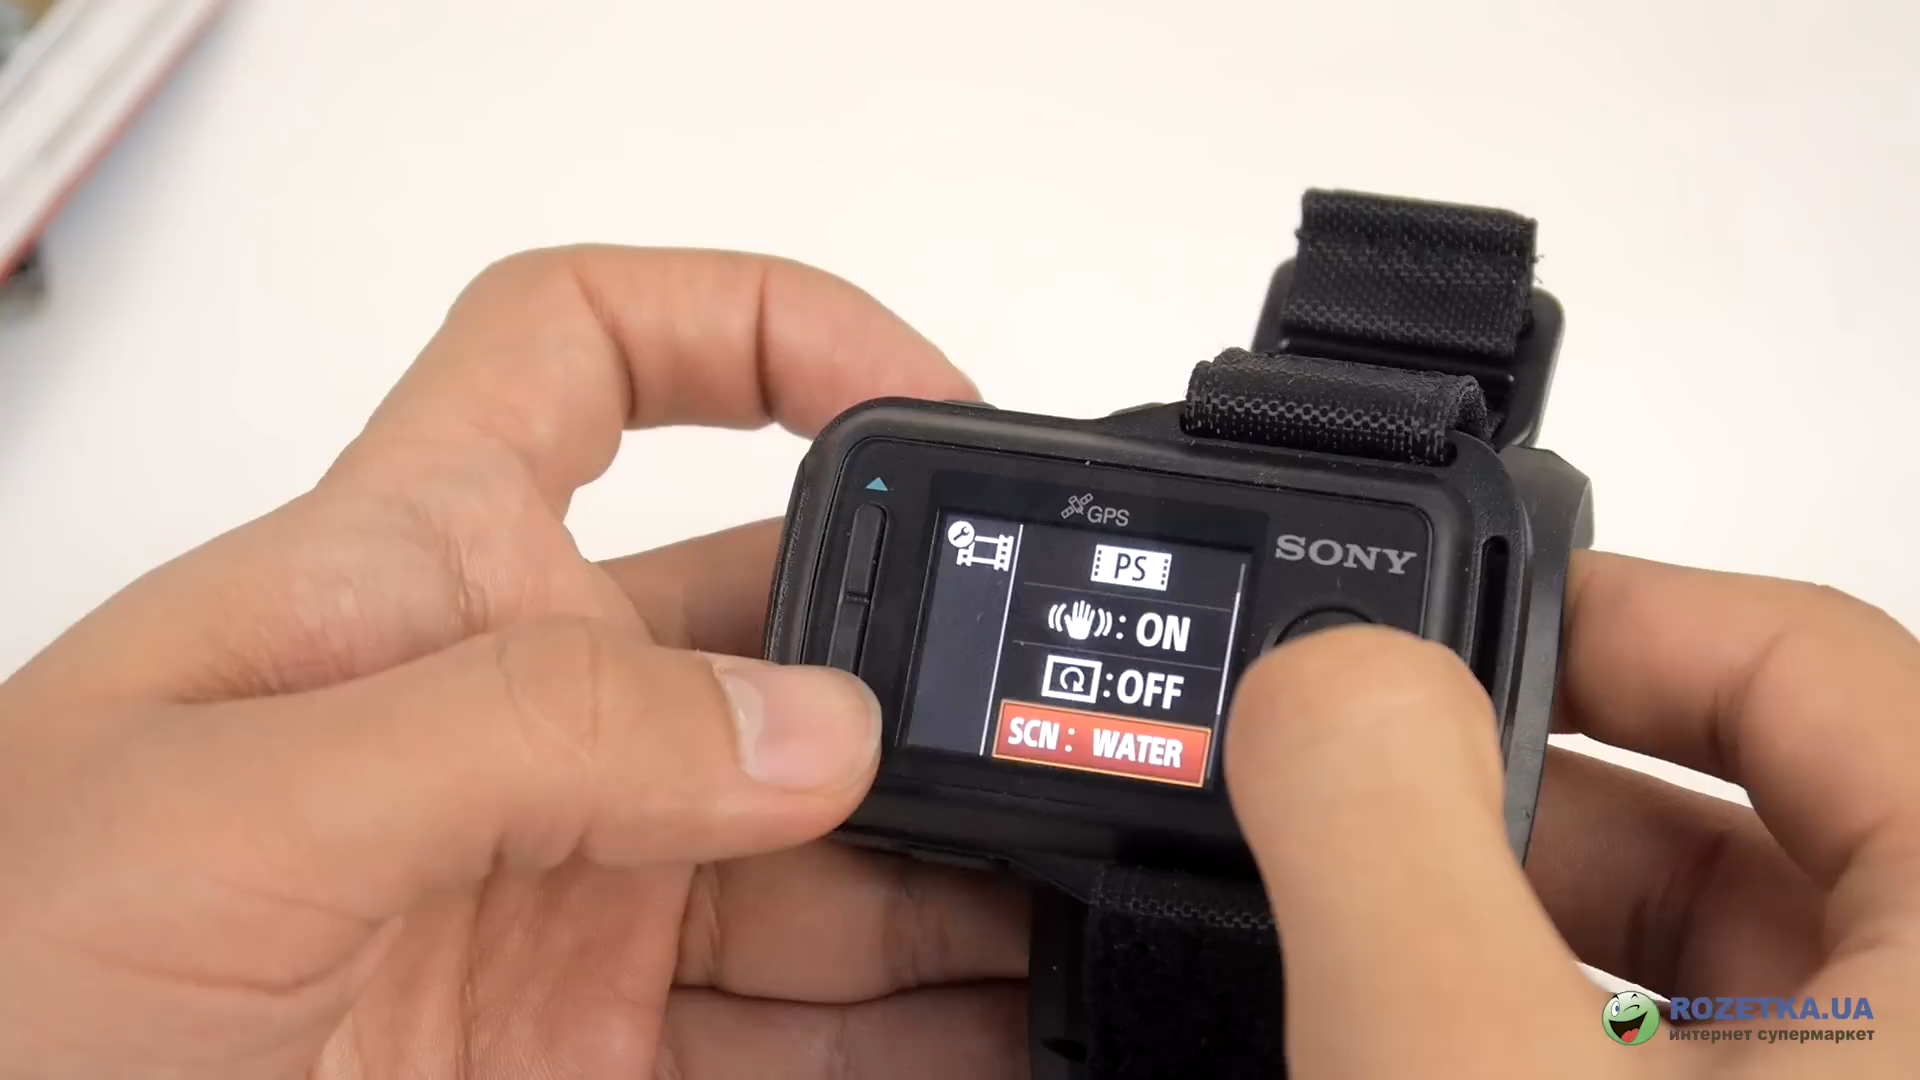 GPS
SONY
PS
: ON
:OFF
SCN : WATER
ROZETKA.UA
интернет супермаркет